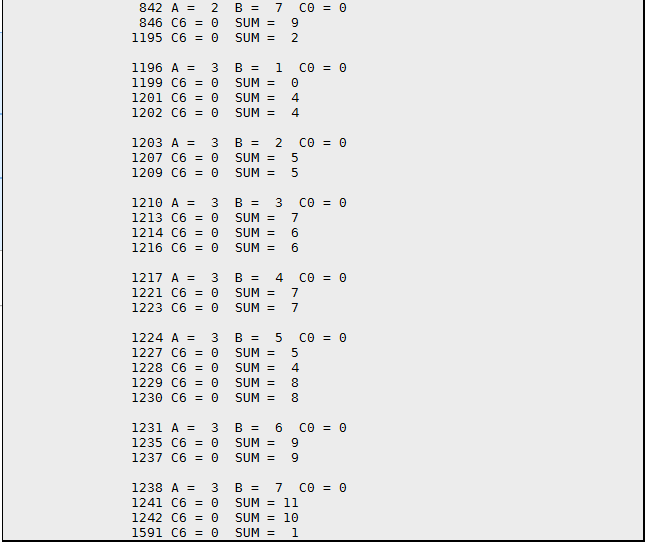 842 A =  2  B =  7  C0 = 0
846 C6 = 0  SUM =  9
1195 C6 = 0  SUM =  2
1196 A =  3  B =  1  C0 = 0
1199 C6 = 0  SUM =  0
1201 C6 = 0  SUM =  4
1202 C6 = 0  SUM =  4
1203 A =  3  B =  2  C0 = 0
1207 C6 = 0  SUM =  5
1209 C6 = 0  SUM =  5
1210 A =  3  B =  3  C0 = 0
1213 C6 = 0  SUM =  7
1214 C6 = 0  SUM =  6
1216 C6 = 0  SUM =  6
1217 A =  3  B =  4  C0 = 0
1221 C6 = 0  SUM =  7
1223 C6 = 0  SUM =  7
1224 A =  3  B =  5  C0 = 0
1227 C6 = 0  SUM =  5
1228 C6 = 0  SUM =  4
1229 C6 = 0  SUM =  8
1230 C6 = 0  SUM =  8
1231 A =  3  B =  6  C0 = 0
1235 C6 = 0  SUM =  9
1237 C6 = 0  SUM =  9
1238 A =  3  B =  7  C0 = 0
1241 C6 = 0  SUM = 11
1242 C6 = 0  SUM = 10
1591 C6 = 0  SUM =  1